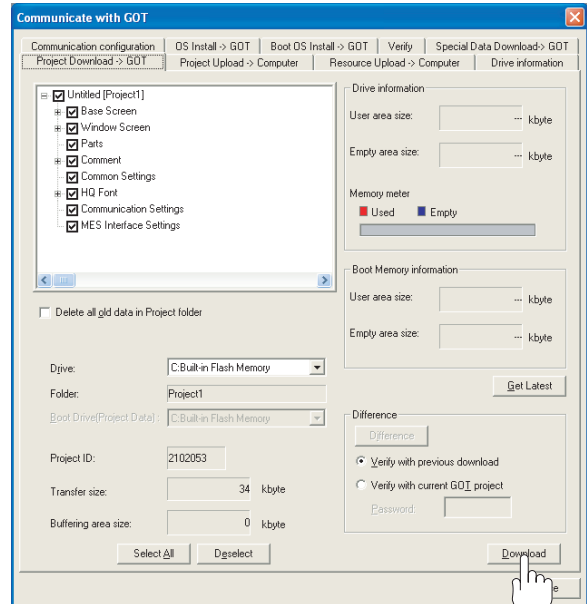 Communicate with GOT
Communication configuration OS Install -> GOT Boot OS Install -> GOT Verify Special Data Download-> GOT
Project Download -> GOT Project Upload -> Computer Resource Upload -> Computer Drive information
Untitled [Project1]
Base Screen
Window Screen
Parts
Comment
Common Settings
HQ Font
Communication Settings
MES Interface Settings
Delete all old data in Project folder
Drive: C:Built-in Flash Memory
Folder: Project1
Boot Drive(Project Data) : C:Built-in Flash Memory
Project ID: 2102053
Transfer size: 34 kbyte
Buffering area size: 0 kbyte
Select All Deselect
Drive information
User area size: --- kbyte
Empty area size: --- kbyte
Memory meter
Used Empty
Boot Memory information
User area size: --- kbyte
Empty area size: --- kbyte
Get Latest
Difference
Difference
Verify with previous download
Verify with current GOT project
Password:
Download